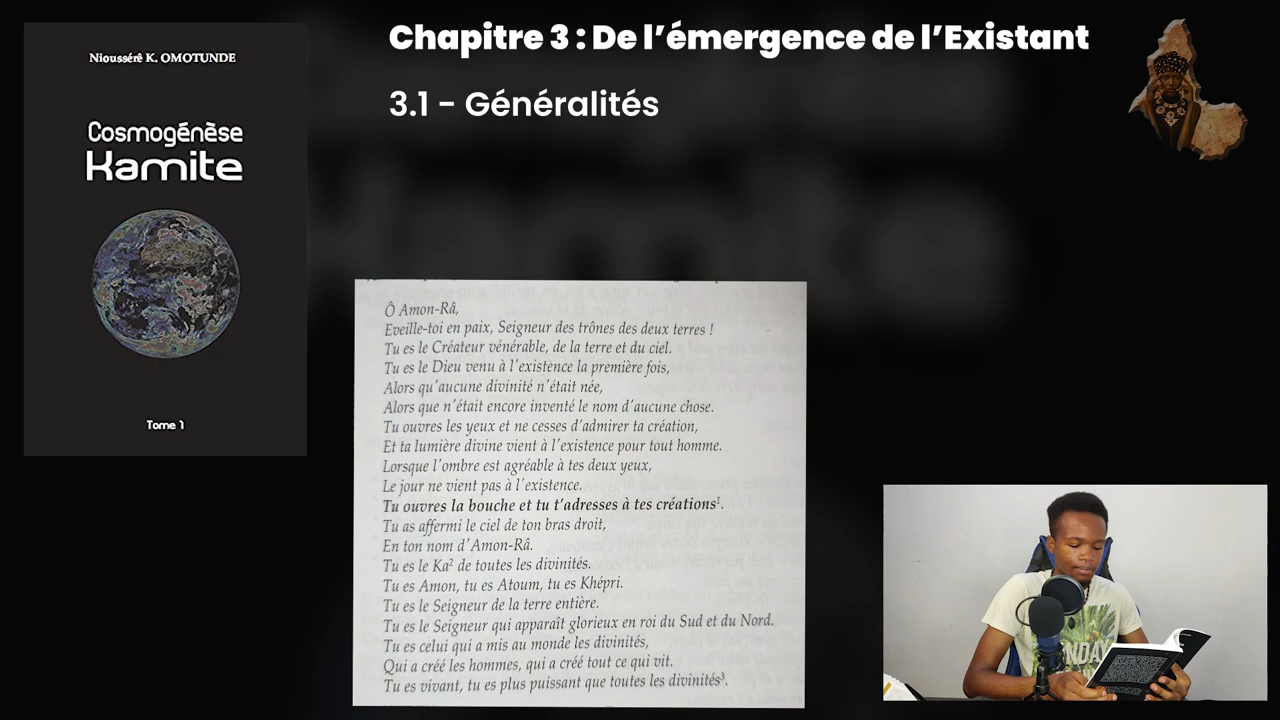 Nioussérê K. OMOTUNDE
Cosmogénèse
Kamite
Tome 1
Chapitre 3 : De l’émergence de l’Existant
3.1 - Généralités
Ô Amon-Râ,
Eveille-toi en paix, Seigneur des trônes des deux terres !
Tu es le Créateur vénérable, de la terre et du ciel.
Tu es le Dieu venu à l'existence la première fois,
Alors qu'aucune divinité n'était née,
Alors que n'était encore inventé le nom d'aucune chose.
Tu ouvres les yeux et ne cesses d'admirer ta création,
Et ta lumière divine vient à l'existence pour tout homme.
Lorsque l'ombre est agréable à tes deux yeux,
Le jour ne vient pas à l'existence.
Tu ouvres la bouche et tu t'adresses à tes créations¹.
Tu as affermi le ciel de ton bras droit,
En ton nom d'Amon-Râ.
Tu es le Ka² de toutes les divinités.
Tu es Amon, tu es Atoum, tu es Khépri.
Tu es le Seigneur de la terre entière.
Tu es le Seigneur qui apparaît glorieux en roi du Sud et du Nord.
Tu es celui qui a mis au monde les divinités,
Qui a créé les hommes, qui a créé tout ce qui vit.
Tu es vivant, tu es plus puissant que toutes les divinités³.